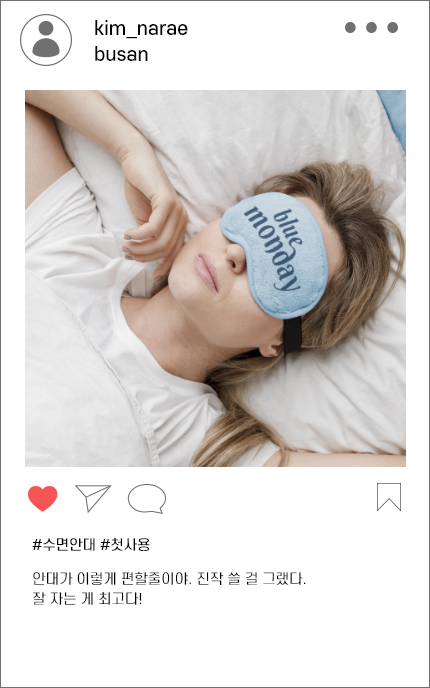 kim_narae
busan
blue
monday
#수면안대 #첫사용
안대가 이렇게 편할줄이야. 진작 쓸 걸 그랬다.
잘 자는 게 최고다!